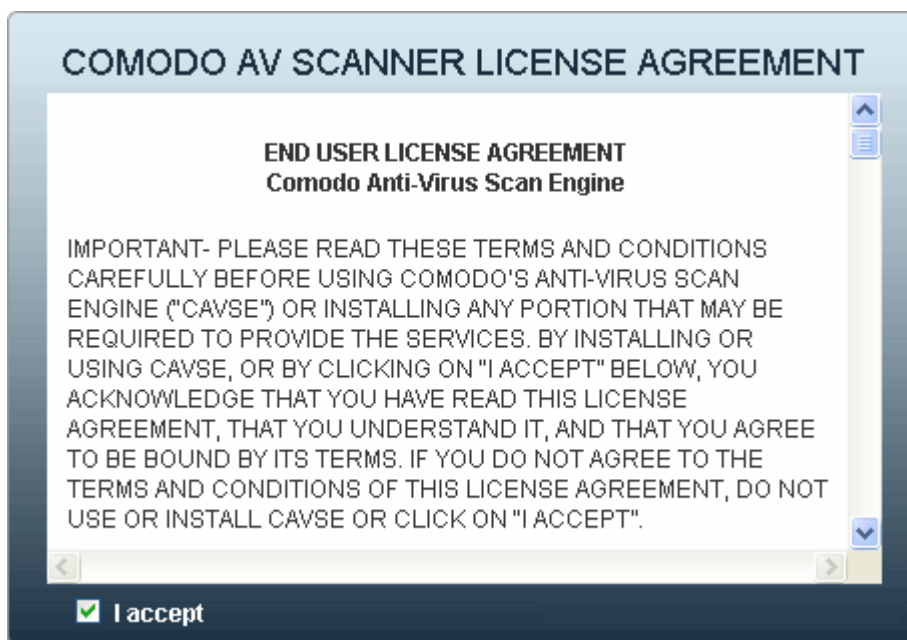 COMODO AV SCANNER LICENSE AGREEMENT
END USER LICENSE AGREEMENT
Comodo Anti-Virus Scan Engine
IMPORTANT- PLEASE READ THESE TERMS AND CONDITIONS
CAREFULLY BEFORE USING COMODO'S ANTI-VIRUS SCAN
ENGINE ("CAVSE") OR INSTALLING ANY PORTION THAT MAY BE
REQUIRED TO PROVIDE THE SERVICES. BY INSTALLING OR
USING CAVSE, OR BY CLICKING ON "I ACCEPT" BELOW, YOU
ACKNOWLEDGE THAT YOU HAVE READ THIS LICENSE
AGREEMENT, THAT YOU UNDERSTAND IT, AND THAT YOU AGREE
TO BE BOUND BY ITS TERMS. IF YOU DO NOT AGREE TO THE
TERMS AND CONDITIONS OF THIS LICENSE AGREEMENT, DO NOT
USE OR INSTALL CAVSE OR CLICK ON "I ACCEPT".
I accept